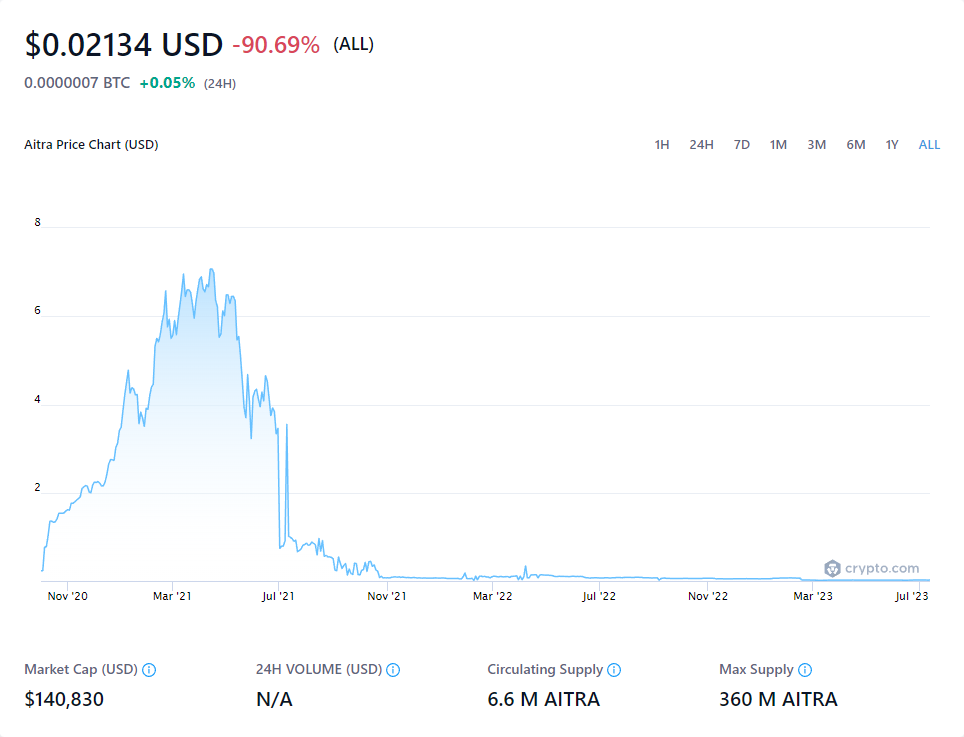 $0.02134 USD -90.69% (ALL)
0.0000007 BTC +0.05% (24H)
Aitra Price Chart (USD) 1H 24H 7D 1M 3M 6M 1Y ALL
8
6
4
2
crypto.com
Nov '20 Mar '21 Jul '21 Nov '21 Mar '22 Jul '22 Nov '22 Mar '23 Jul '23
Market Cap (USD) 24H VOLUME (USD) Circulating Supply Max Supply
$140,830 N/A 6.6 M AITRA 360 M AITRA